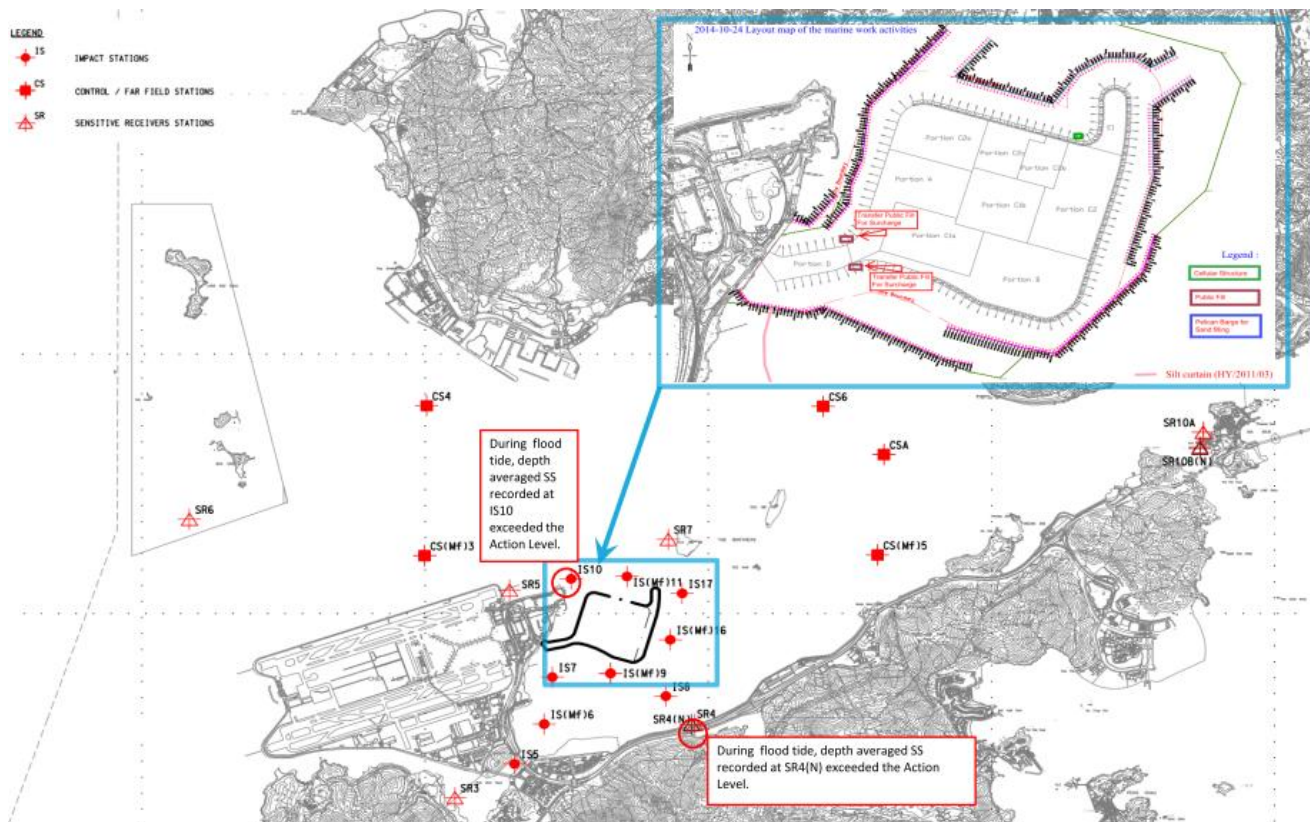 LEGEND
IS
IMPACT STATIONS
CS
CONTROL / FAR FIELD STATIONS
SR
SENSITIVE RECEIVERS STATIONS
2014-10-24 Layout map of the marine work activities
N
Portion C2a
Portion C2b
Portion A
Portion C1b
Portion C2
Portion C1a
Portion D
Portion B
Transfer Public Fill
For Surcharge
Transfer Public Fill
For Surcharge
Legend :
Cellular Structure
Public Fill
Pelican Barge for
Sand filling
Silt curtain (HY/2011/03)
CS4
CS6
CSA
SR10A
SR10B(N)
During flood
tide, depth
averaged SS
recorded at
IS10
exceeded the
Action Level.
SR6
SR7
CS(Mf)3
CS(Mf)5
SR5
IS10
IS(Mf)11
IS17
IS(Mf)16
IS7
IS(Mf)9
IS8
IS(Mf)6
SR4(N)
SR4
IS5
SR3
During flood tide, depth averaged SS
recorded at SR4(N) exceeded the Action
Level.